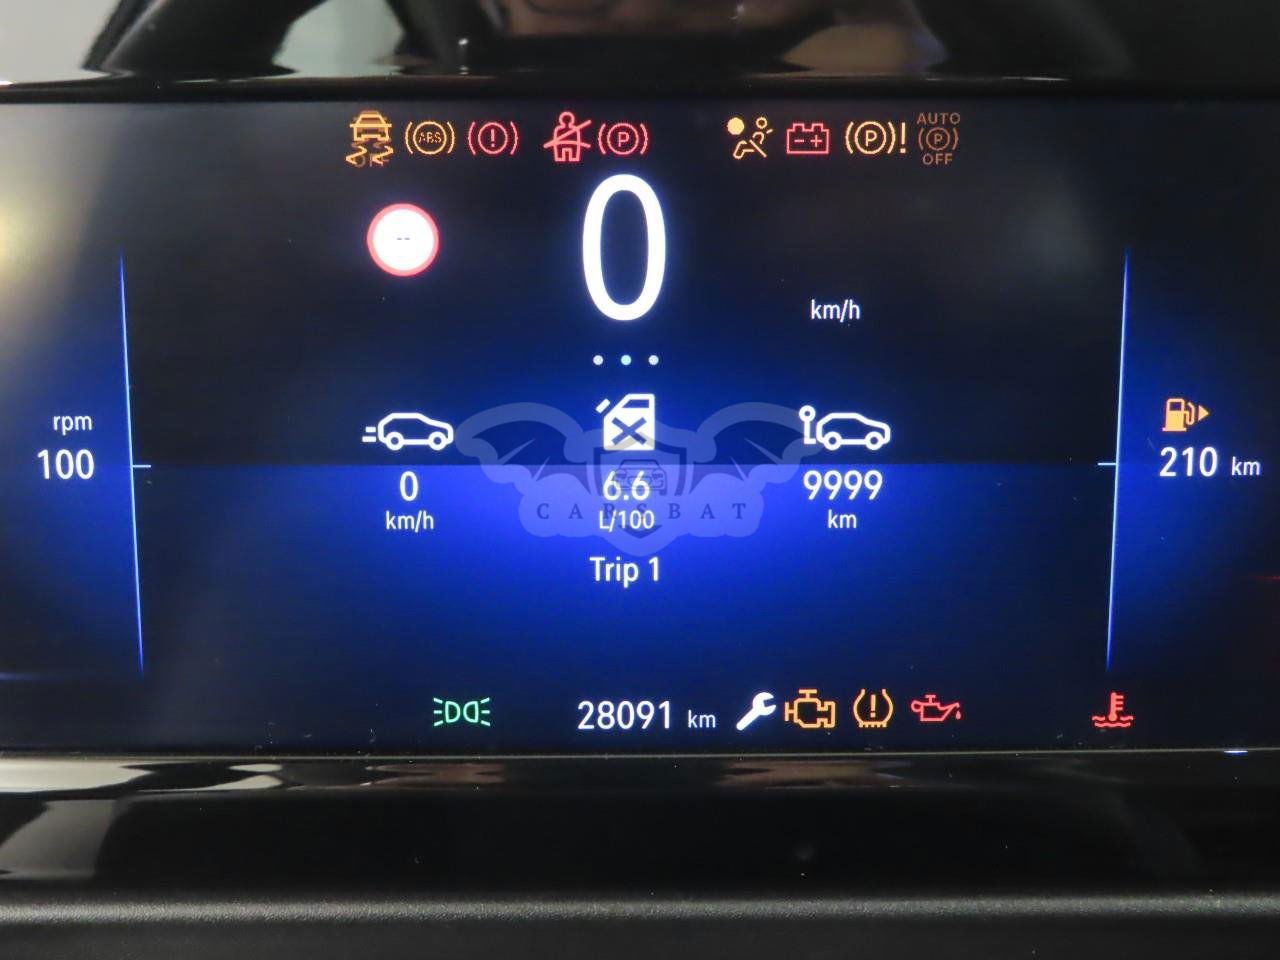 ABS
P
P
AUTO
P
OFF
--
0
km/h
rpm
100
210 km
0
km/h
6.6
L/100
9999
km
CARSBAT
Trip 1
28091 km